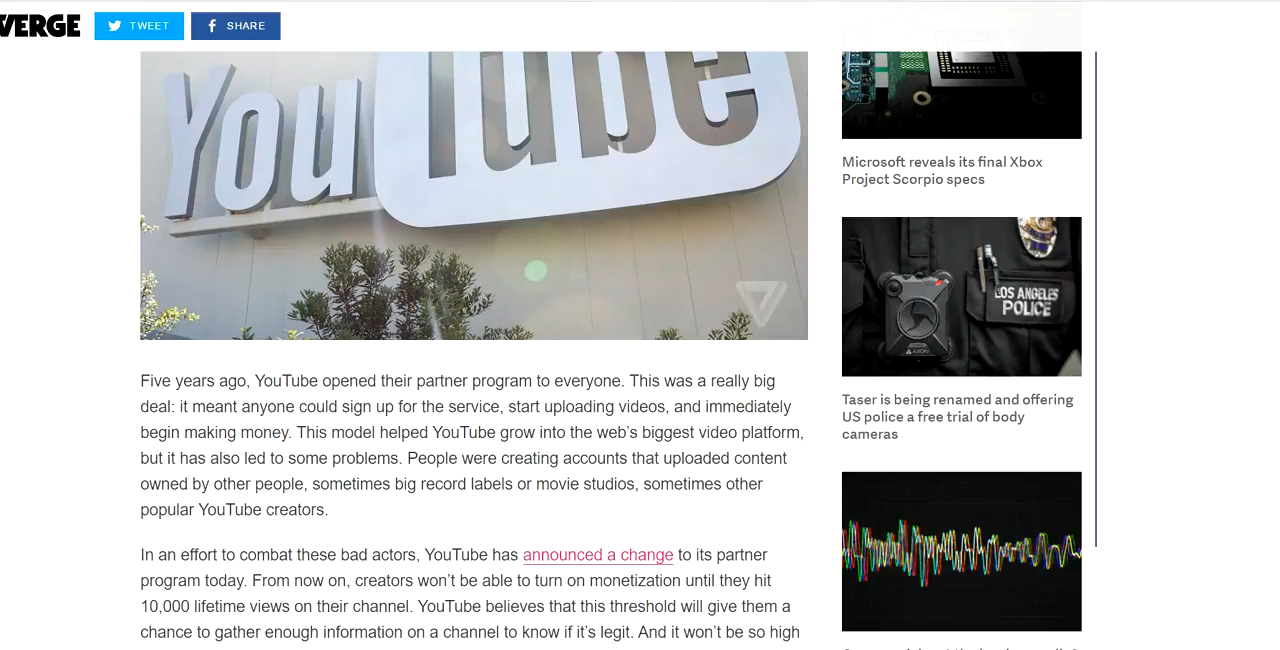 VERGE
TWEET
SHARE
YouTube
Five years ago, YouTube opened their partner program to everyone. This was a really big
deal: it meant anyone could sign up for the service, start uploading videos, and immediately
begin making money. This model helped YouTube grow into the web’s biggest video platform,
but it has also led to some problems. People were creating accounts that uploaded content
owned by other people, sometimes big record labels or movie studios, sometimes other
popular YouTube creators.
In an effort to combat these bad actors, YouTube has announced a change to its partner
program today. From now on, creators won’t be able to turn on monetization until they hit
10,000 lifetime views on their channel. YouTube believes that this threshold will give them a
chance to gather enough information on a channel to know if it’s legit. And it won’t be so high
Microsoft reveals its final Xbox
Project Scorpio specs
LOS ANGELES
POLICE
AXON
Taser is being renamed and offering
US police a free trial of body
cameras